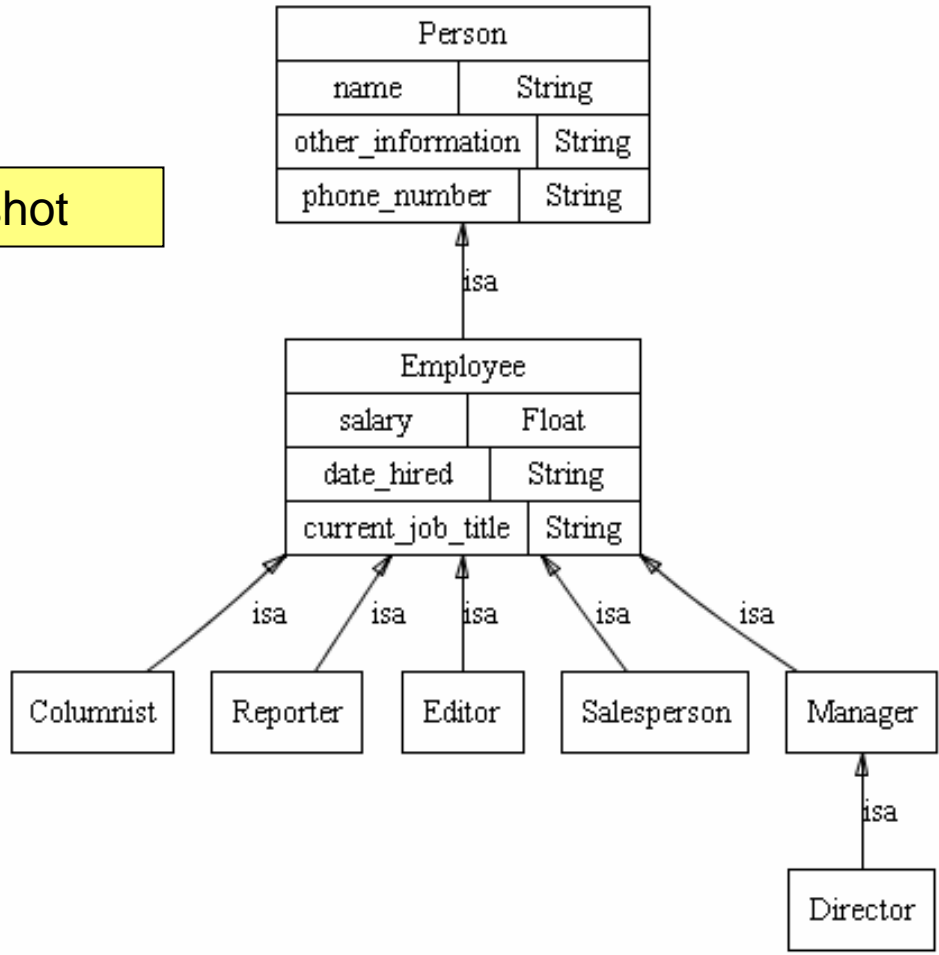 Person
name String
other_information String
phone_number String
hot
isa
Employee
salary Float
date_hired String
current_job_title String
isa isa isa isa isa
Columnist Reporter Editor Salesperson Manager
isa
Director